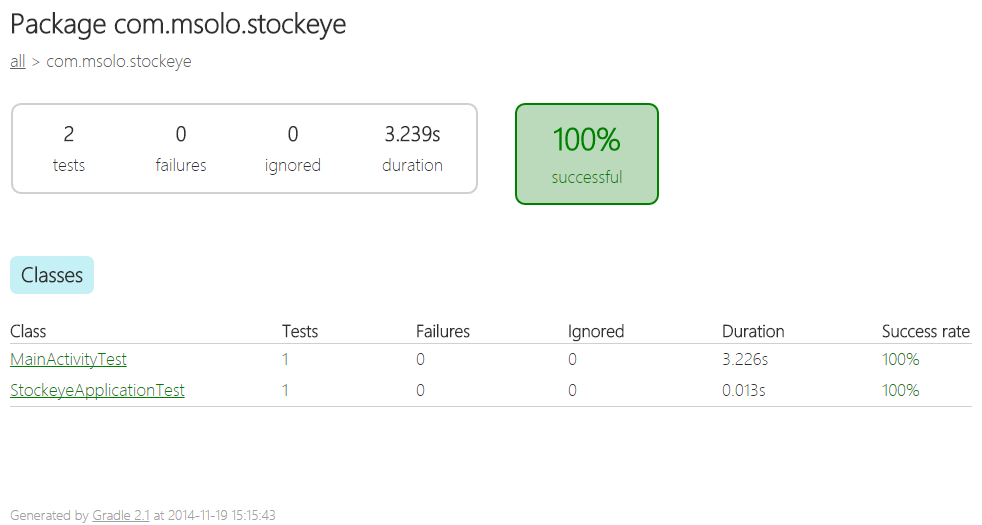 Package com.msolo.stockeye
all > com.msolo.stockeye
2 0 0 3.239s
tests failures ignored duration
100%
successful
Classes
Class Tests Failures Ignored Duration Success rate
MainActivityTest 1 0 0 3.226s 100%
StockeyeApplicationTest 1 0 0 0.013s 100%
Generated by Gradle 2.1 at 2014-11-19 15:15:43